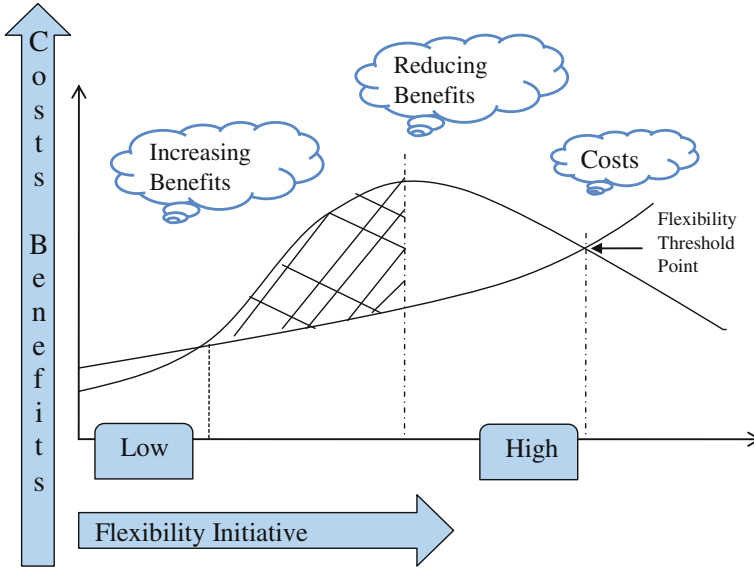 Costs Benefits
Reducing
Benefits
Increasing
Benefits
Costs
Flexibility
Threshold
Point
Low
High
Flexibility Initiative